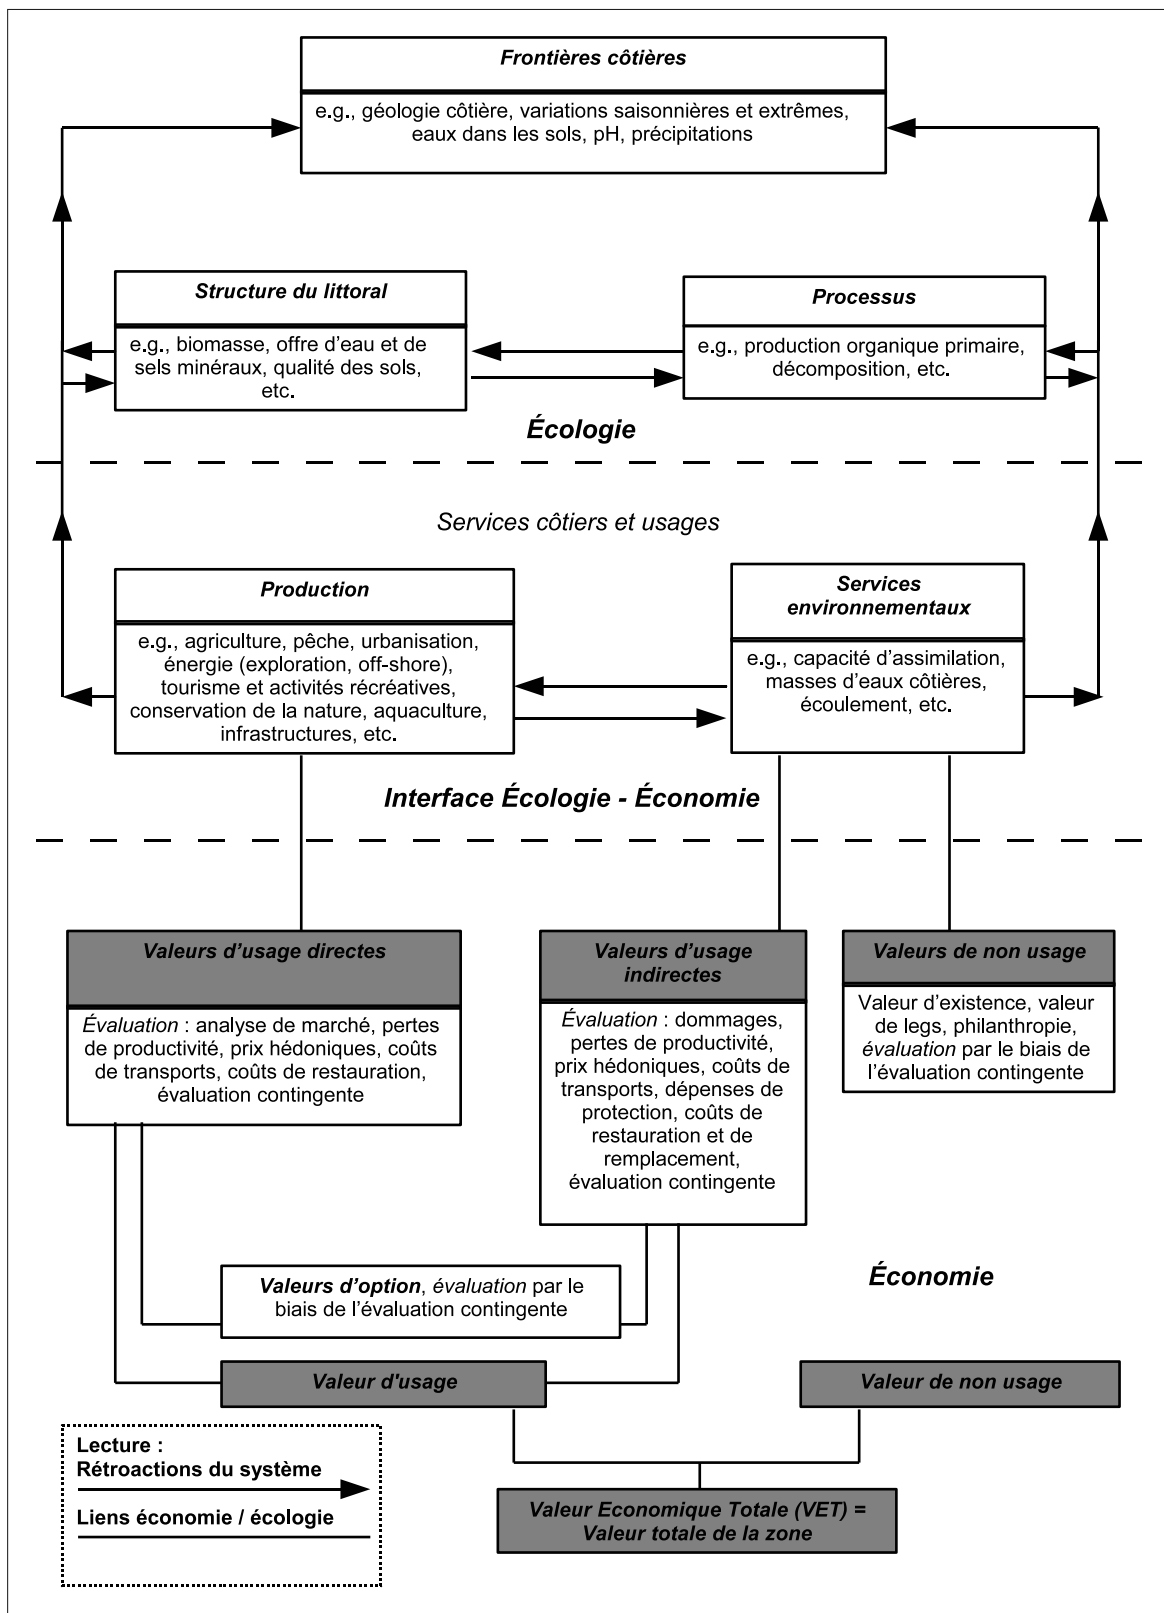 Frontières côtières
e.g., géologie côtière, variations saisonnières et extrêmes,
eaux dans les sols, pH, précipitations
Structure du littoral
e.g., biomasse, offre d'eau et de
sels minéraux, qualité des sols,
etc.
Processus
e.g., production organique primaire,
décomposition, etc.
Écologie
Services côtiers et usages
Production
e.g., agriculture, pêche, urbanisation,
énergie (exploration, off-shore),
tourisme et activités récréatives,
conservation de la nature, aquaculture,
infrastructures, etc.
Services
environnementaux
e.g., capacité d'assimilation,
masses d'eaux côtières,
écoulement, etc.
Interface Écologie - Économie
Valeurs d'usage directes
Évaluation : analyse de marché, pertes
de productivité, prix hédoniques, coûts
de transports, coûts de restauration,
évaluation contingente
Valeurs d'usage
indirectes
Évaluation : dommages,
pertes de productivité,
prix hédoniques, coûts de
transports, dépenses de
protection, coûts de
restauration et de
remplacement,
évaluation contingente
Valeurs de non usage
Valeur d'existence, valeur
de legs, philanthropie,
évaluation par le biais de
l'évaluation contingente
Économie
Valeurs d'option, évaluation par le
biais de l'évaluation contingente
Valeur d'usage
Valeur de non usage
Lecture :
Rétroactions du système
Liens économie / écologie
Valeur Economique Totale (VET) =
Valeur totale de la zone